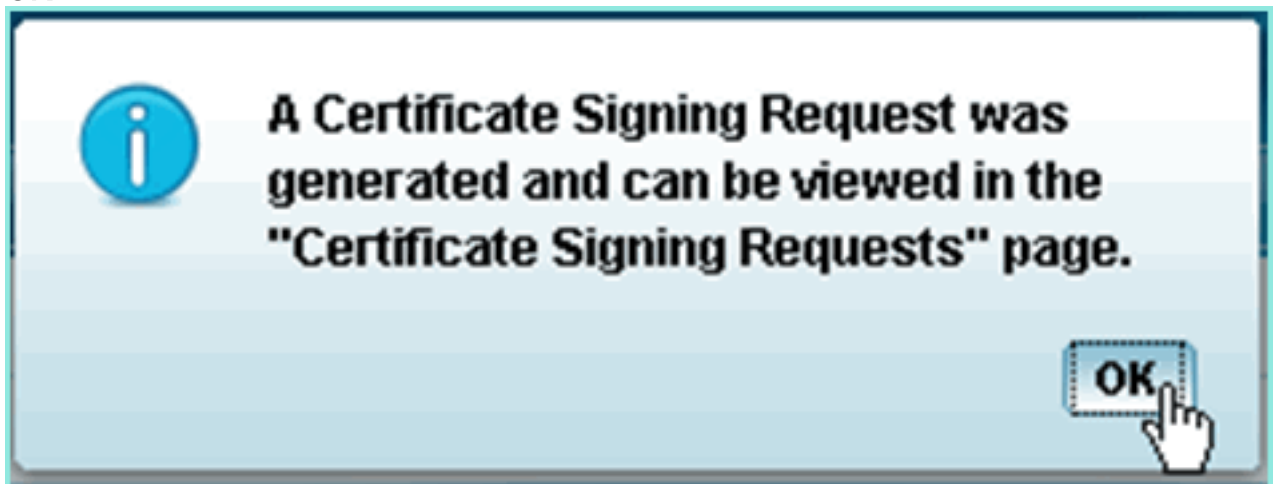 A Certificate Signing Request was
generated and can be viewed in the
"Certificate Signing Requests" page.
OK